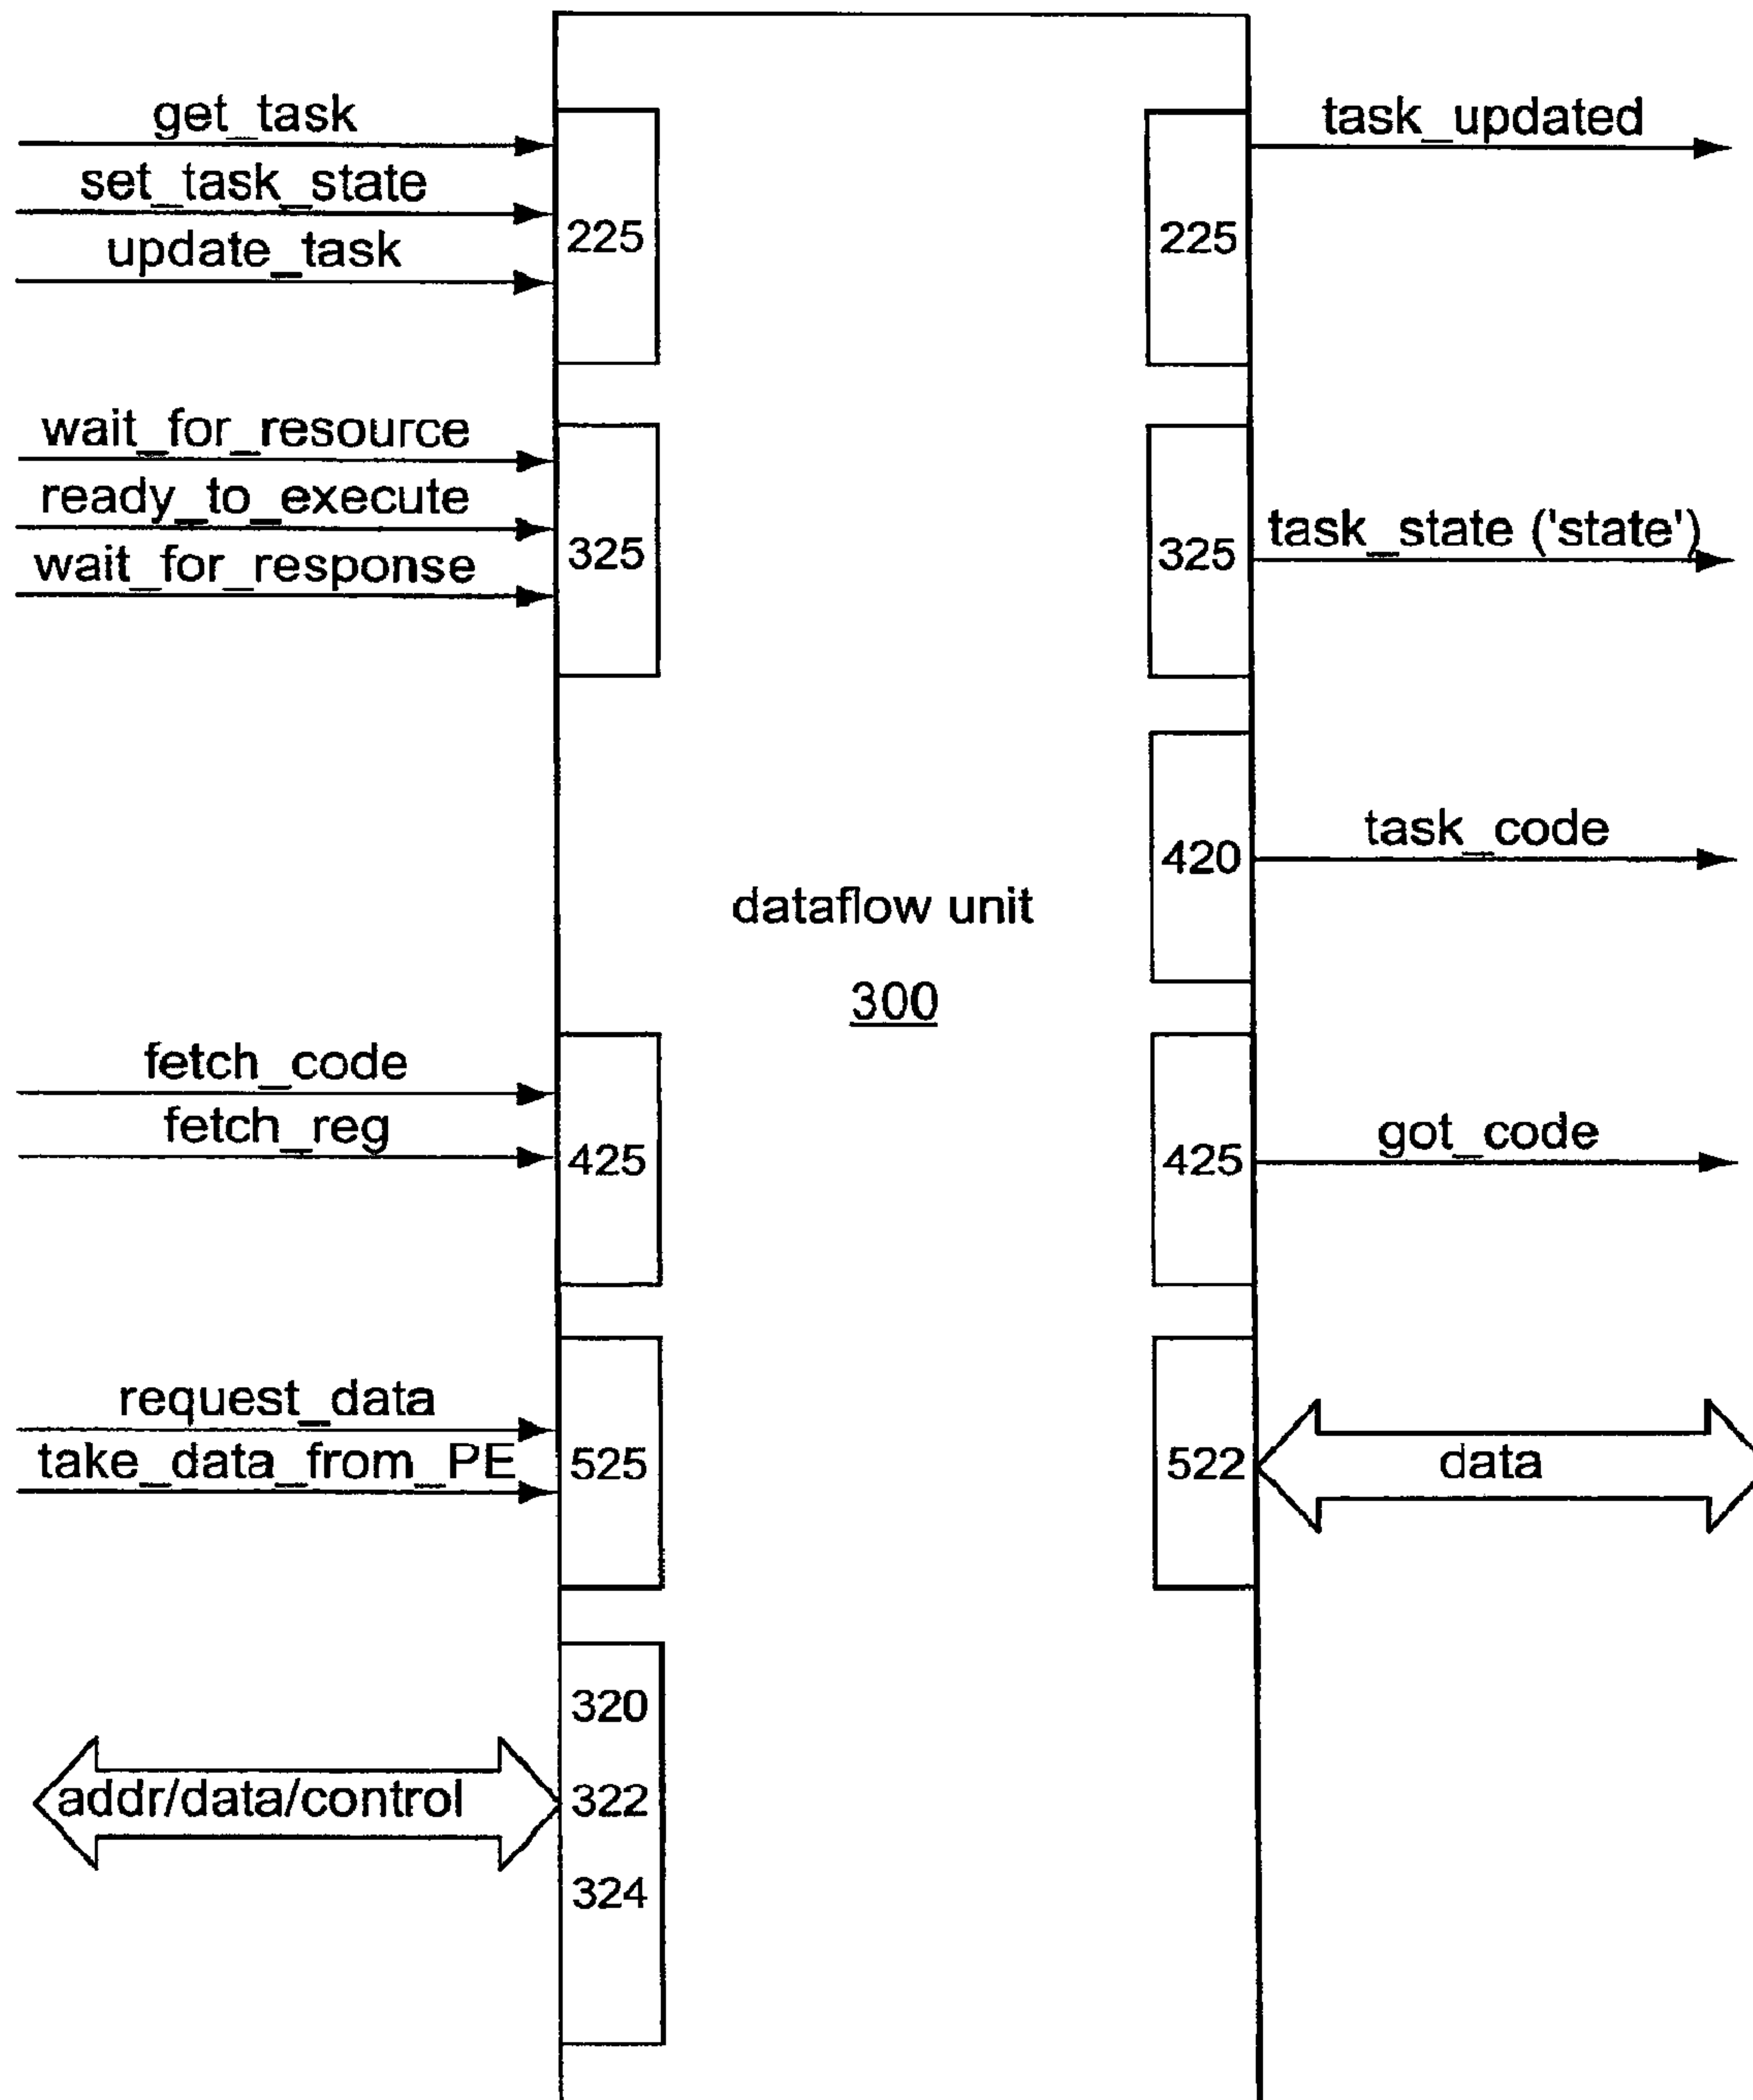 get_task
set_task_state
update_task
225
225
task_updated
wait_for_resource
ready_to_execute
wait_for_response
325
325
task_state ('state')
420
task_code
dataflow unit
300
fetch_code
fetch_reg
425
425
got_code
request_data
take_data_from_PE
525
522
data
320
322
324
addr/data/control